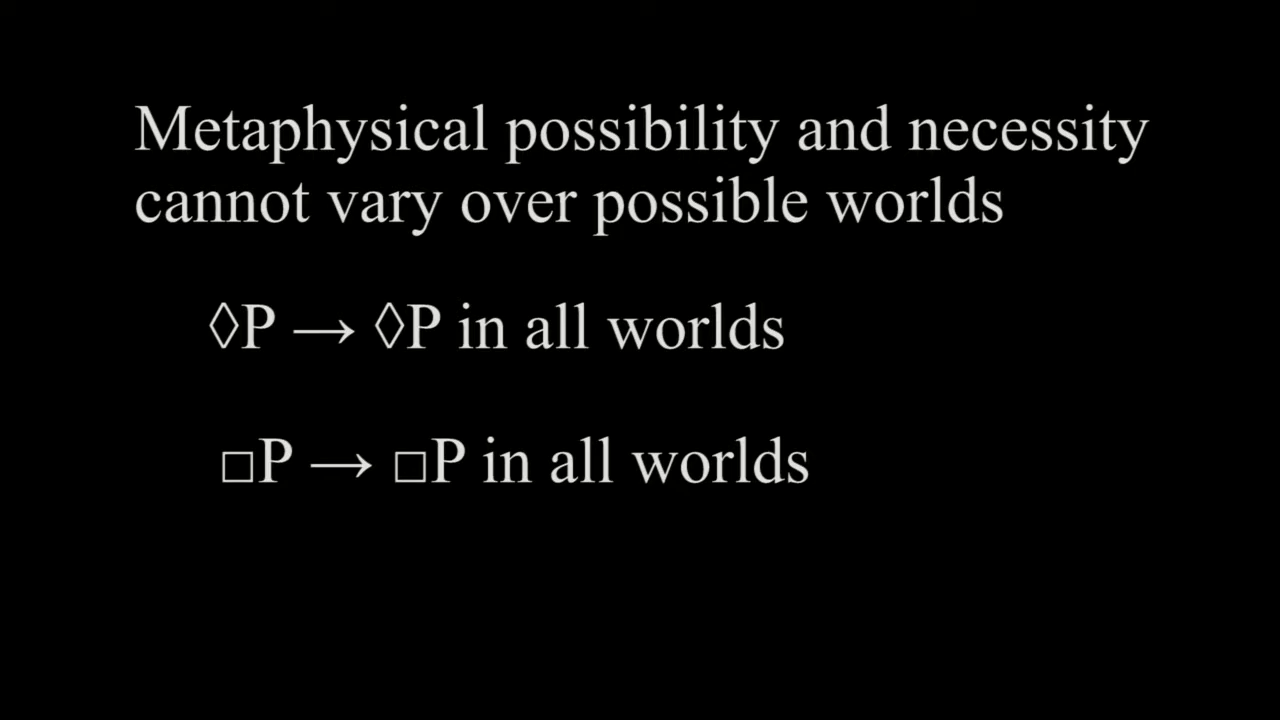 Metaphysical possibility and necessity
cannot vary over possible worlds
◊P → ◊P in all worlds
□P → □P in all worlds